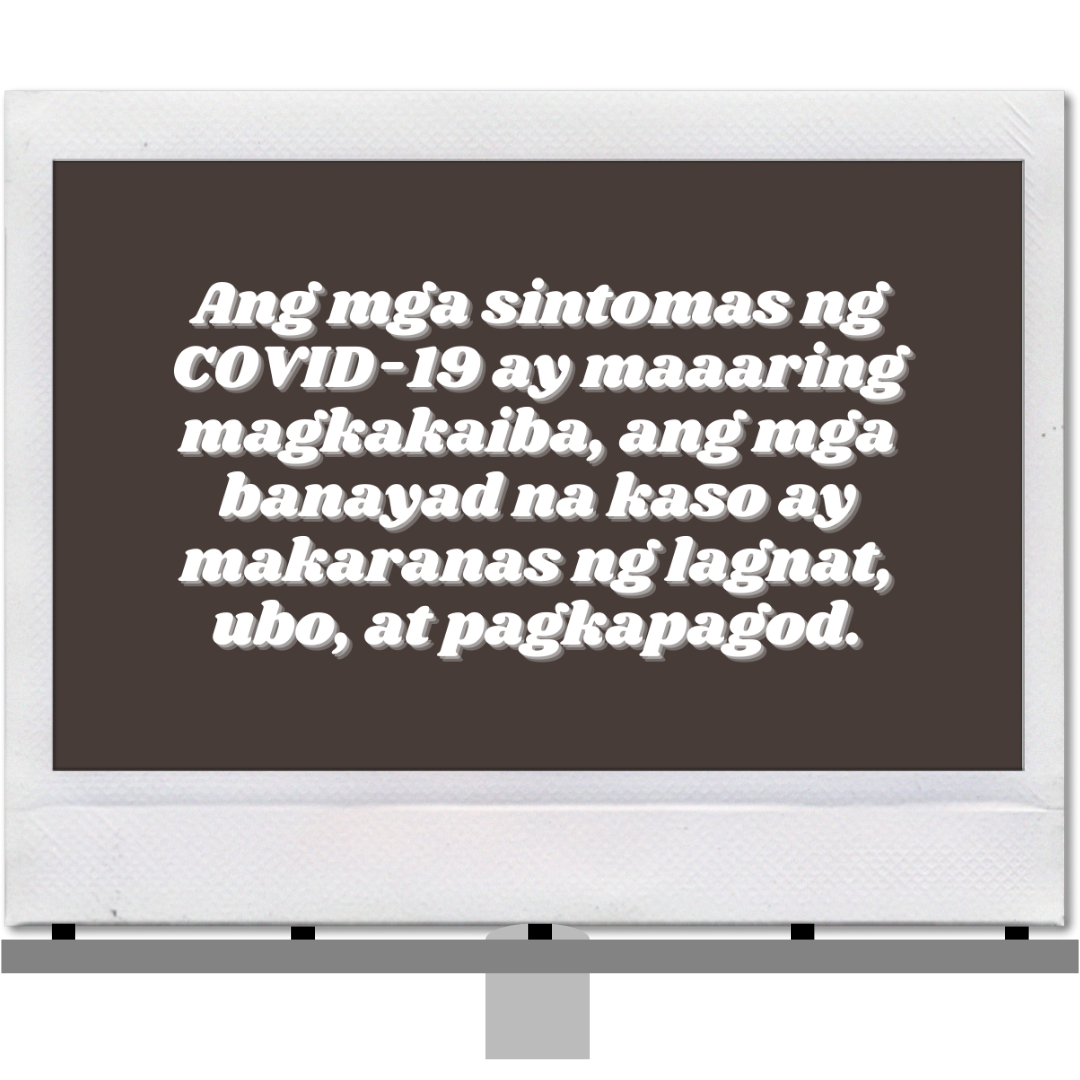 Ang mga sintomas ng
COVID-19 ay maaaring
magkakaiba, ang mga
banayad na kaso ay
makaranas ng lagnat,
ubo, at pagkapagod.